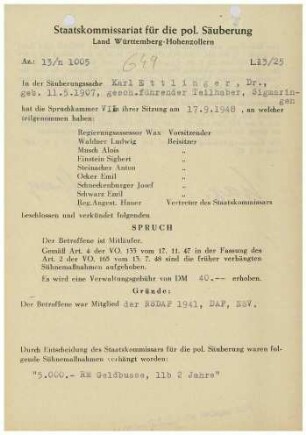 Staatskommissariat für die pol. Säuberung
Land Württemberg-Hohenzollern
Az.: 13/n 1005
649
L13/25
In der Säuberungssache Karl Ettlinger, Dr.,
geb. 11.5.1907, gesch.führender Teilhaber, Sigmaringen
hat die Spruchkammer VII in ihrer Sitzung am 17.9.1948, an welcher
teilgenommen haben:
Regierungsassessor Wax Vorsitzender
Waldner Ludwig Beisitzer
Musch Alois "
Einstein Sigbert "
Steinacher Anton "
Ocker Emil "
Schneckenburger Josef "
Schwarz Emil "
Reg.Angest. Hauer Vertreter des Staatskommissars
beschlossen und verkündet folgenden
SPRUCH
Der Betroffene ist Mitläufer.
Gemäß Art. 4 der VO. 133 vom 17. 11. 47 in der Fassung des
Art. 2 der VO. 165 vom 13. 7. 48 sind die früher verhängten
Sühnemaßnahmen aufgehoben.
Es wird eine Verwaltungsgebühr von DM 40.-- erhoben.
Gründe:
Der Betroffene war Mitglied der NSDAP 1941, DAF, NSV.
Durch Entscheidung des Staatskommissars für die pol. Säuberung waren folgende
Sühnemaßnahmen verhängt worden:
"5.000.- RM Geldbusse, 11b 2 Jahre"